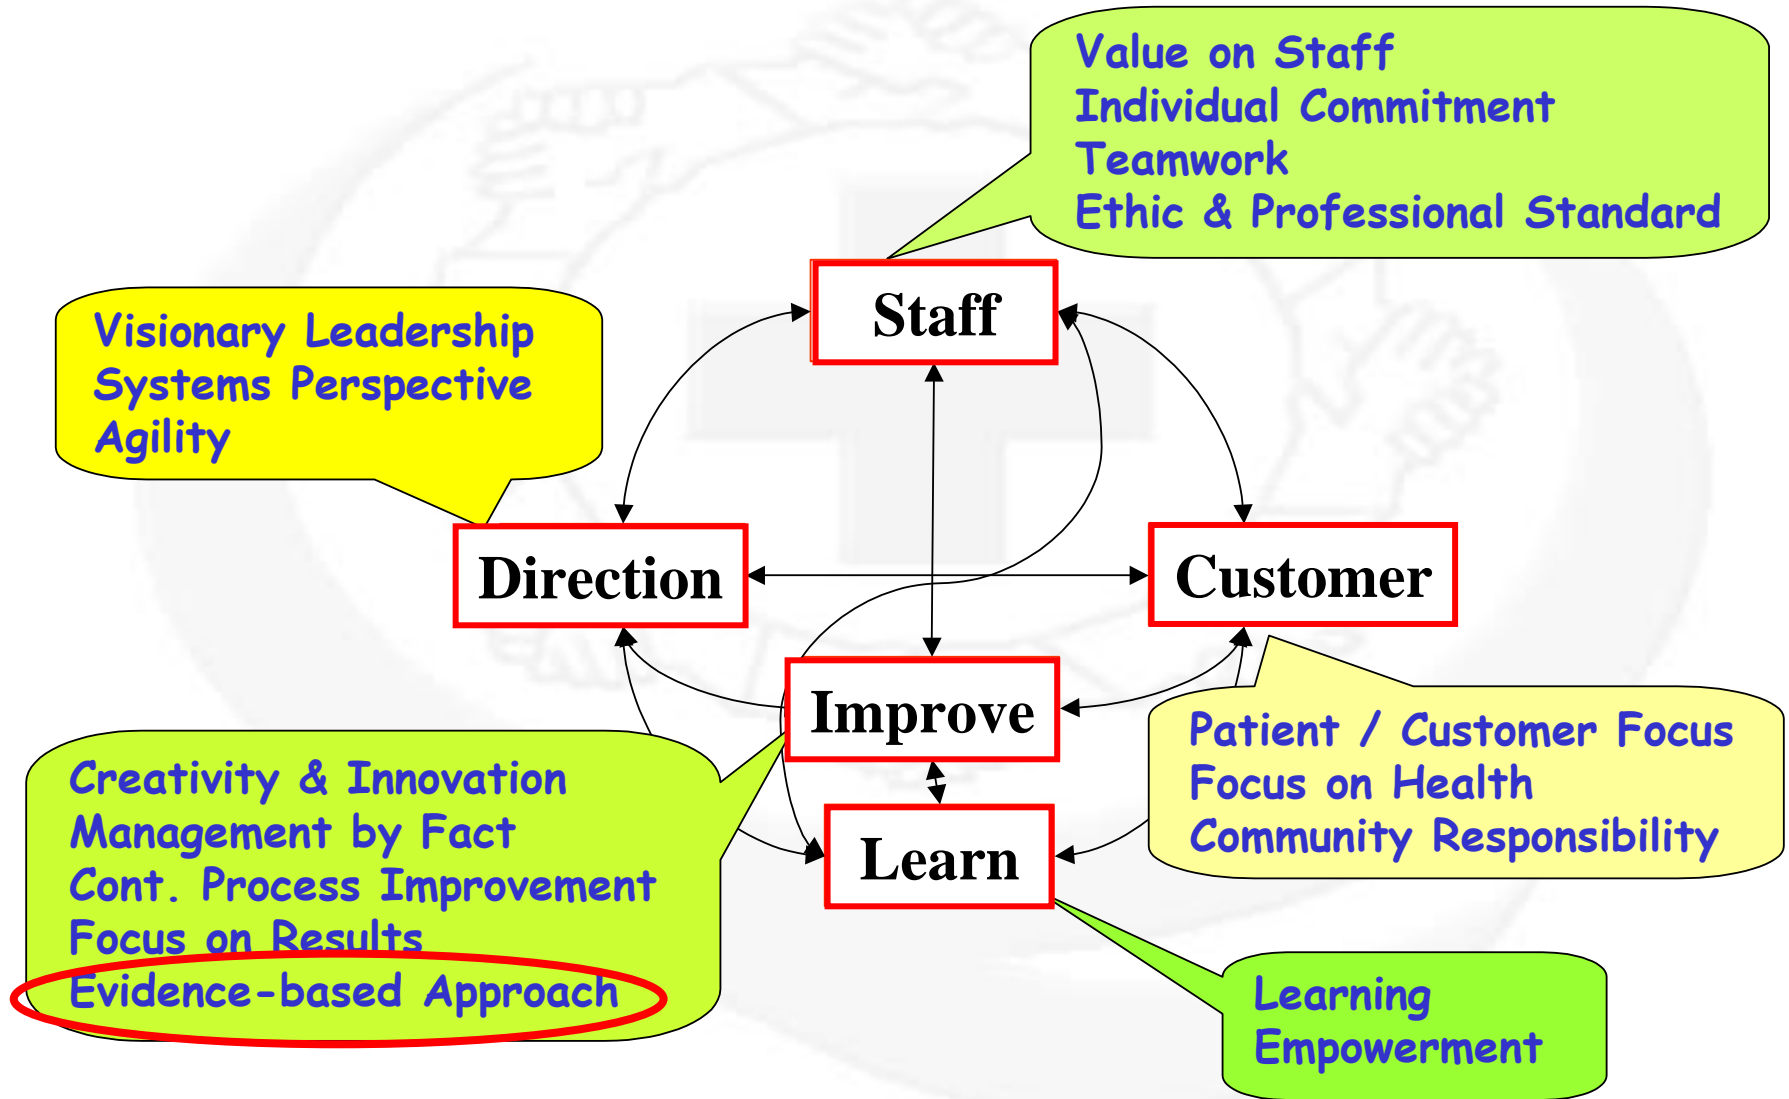 Value on Staff
Individual Commitment
Teamwork
Ethic & Professional Standard
Staff
Visionary Leadership
Systems Perspective
Agility
Direction
Customer
Improve
Patient / Customer Focus
Focus on Health
Community Responsibility
Creativity & Innovation
Management by Fact
Cont. Process Improvement
Focus on Results
Evidence-based Approach
Learn
Learning
Empowerment